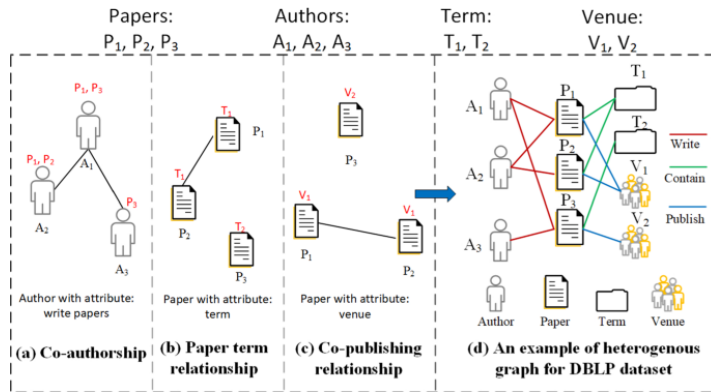 Papers:
P1, P2, P3
Authors:
A1, A2, A3
Term:
T1, T2
Venue:
V1, V2
P1, P3
A1
P1, P2
A2
P3
A3
Author with attribute:
write papers
(a) Co-authorship
T1
P1
T1
P2
T2
P3
Paper with attribute:
term
(b) Paper term
relationship
V2
P3
V1
P1
V1
P2
Paper with attribute:
venue
(c) Co-publishing
relationship
A1
A2
A3
P1
P2
P3
T1
T2
V1
V2
Write
Contain
Publish
Author
Paper
Term
Venue
(d) An example of heterogenous
graph for DBLP dataset